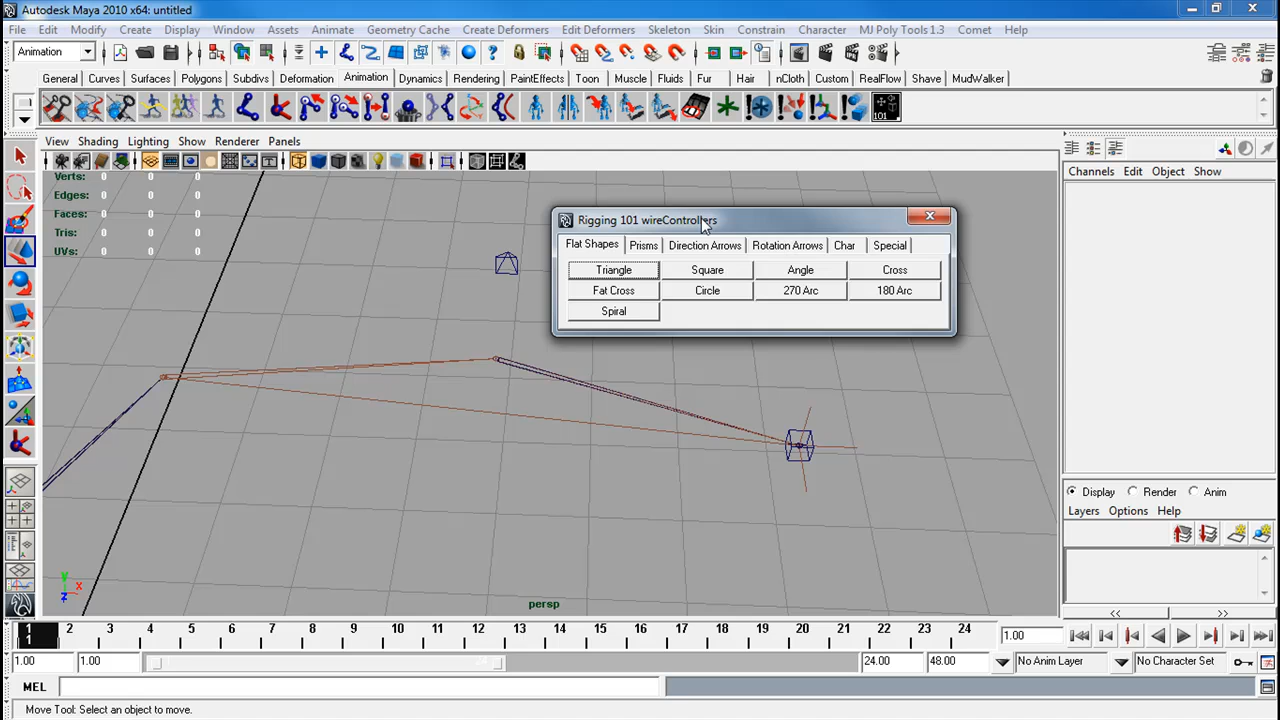 Autodesk Maya 2010 x64: untitled
File Edit Modify Create Display Window Assets Animate Geometry Cache Create Deformers Edit Deformers Skeleton Skin Constrain Character MJ Poly Tools 1.3 Comet Help
Animation
General Curves Surfaces Polygons Subdivs Deformation Animation Dynamics Rendering PaintEffects Toon Muscle Fluids Fur Hair nCloth Custom RealFlow Shave MudWalker
101
View Shading Lighting Show Renderer Panels
Verts: 0 0 0
Edges: 0 0 0
Faces: 0 0 0
Tris: 0 0 0
UVs: 0 0 0
Rigging 101 wireControllers
Flat Shapes Prisms Direction Arrows Rotation Arrows Char Special
Triangle Square Angle Cross
Fat Cross Circle 270 Arc 180 Arc
Spiral
Channels Edit Object Show
Display Render Anim
Layers Options Help
y
x
z
persp
<< >>
1 2 3 4 5 6 7 8 9 10 11 12 13 14 15 16 17 18 19 20 21 22 23 24
1 1.00
1.00 1.00 24.00 48.00 No Anim Layer No Character Set
MEL
Move Tool: Select an object to move.